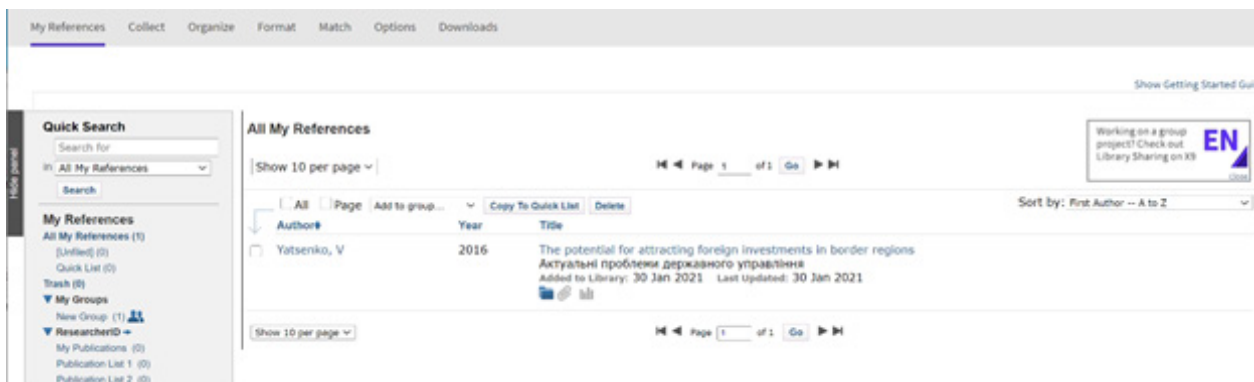 My References Collect Organize Format Match Options Downloads
Show Getting Started Gui
Hide panel
Quick Search
Search for
in All My References
Search
My References
All My References (1)
[Unfiled] (0)
Quick List (0)
Trash (0)
▼ My Groups
New Group (1)
▼ ResearcherID
My Publications (0)
Publication List 1 (0)
Publication List 2 (0)
All My References
Show 10 per page
Page 1 of 1 Go
Working on a group
project? Check out
Library Sharing on X9
EN
Close
All Page Add to group... Copy To Quick List Delete
Sort by: First Author -- A to Z
Author Year Title
Yatsenko, V 2016 The potential for attracting foreign investments in border regions
Актуальні проблеми державного управління
Added to Library: 30 Jan 2021 Last Updated: 30 Jan 2021
Show 10 per page
Page 1 of 1 Go